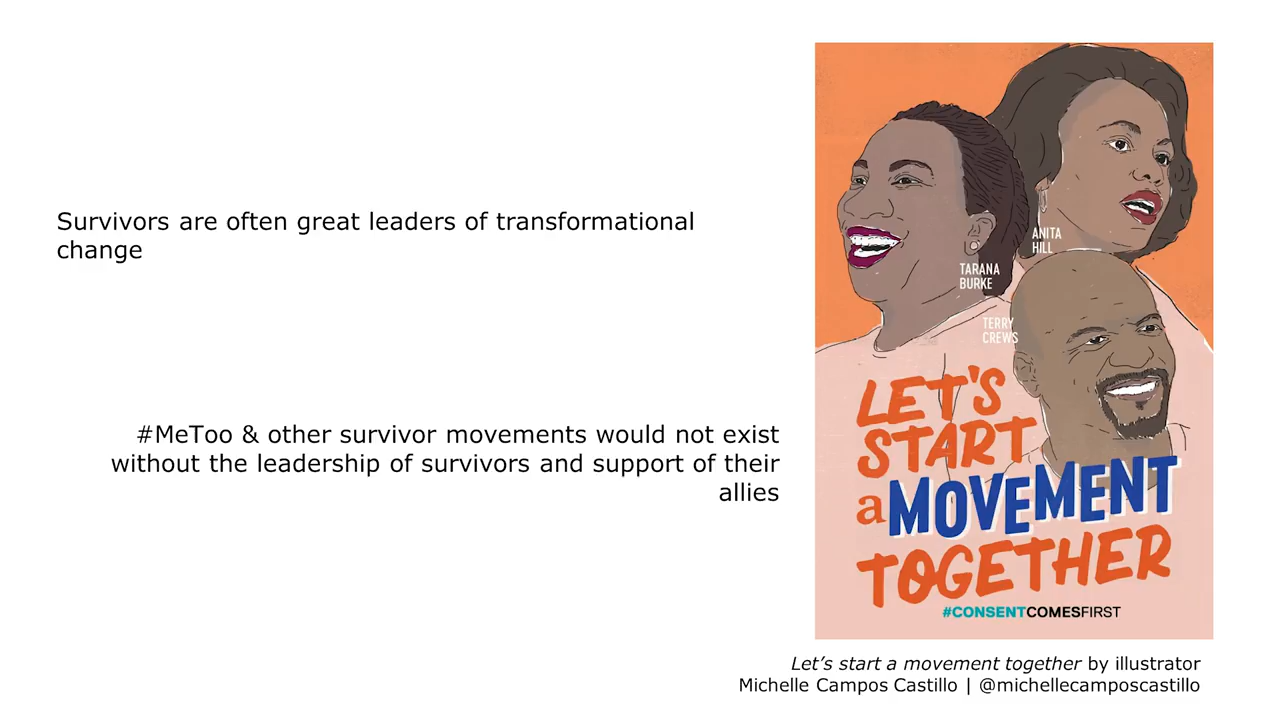 Survivors are often great leaders of transformational
change
#MeToo & other survivor movements would not exist
without the leadership of survivors and support of their
allies
ANITA
HILL
TARANA
BURKE
TERRY
CREWS
LET'S
START
a MOVEMENT
TOGETHER
#CONSENTCOMESFIRST
Let’s start a movement together by illustrator
Michelle Campos Castillo | @michellecamposcastillo